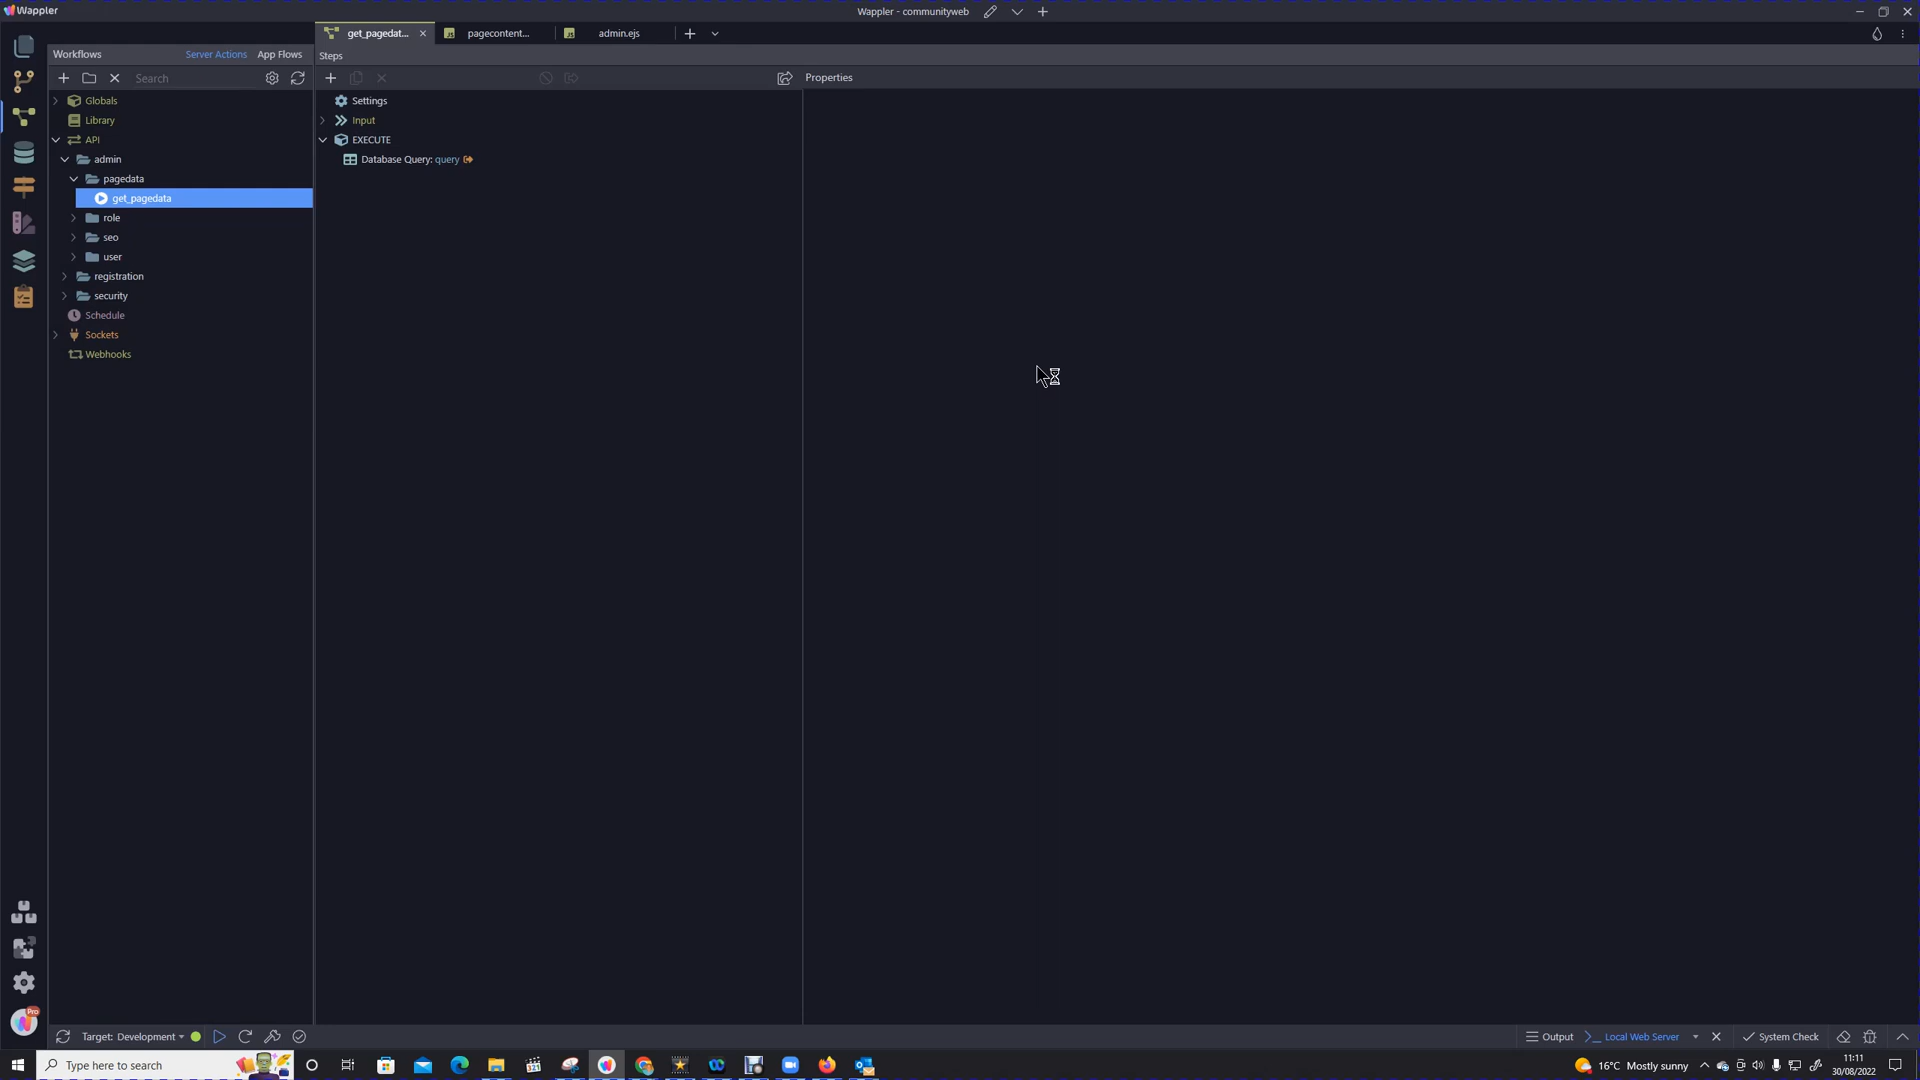 Wappler
Wappler - communityweb
get_pagedat...
pagecontent...
admin.ejs
Workflows
Server Actions
App Flows
Steps
Search
Properties
Globals
Library
API
admin
pagedata
get_pagedata
role
seo
user
registration
security
Schedule
Sockets
Webhooks
Settings
Input
EXECUTE
Database Query: query
Pro
Target: Development
Output
Local Web Server
System Check
Type here to search
16°C Mostly sunny
11:11
30/08/2022